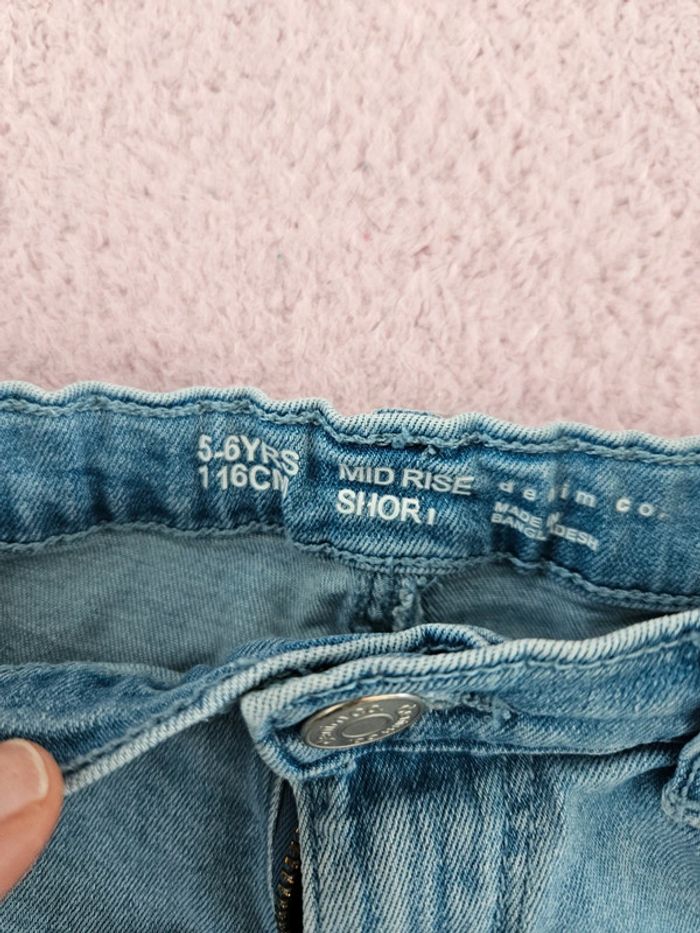 5-6YRS
116CM
MID RISE
SHORT
denim co.
MADE